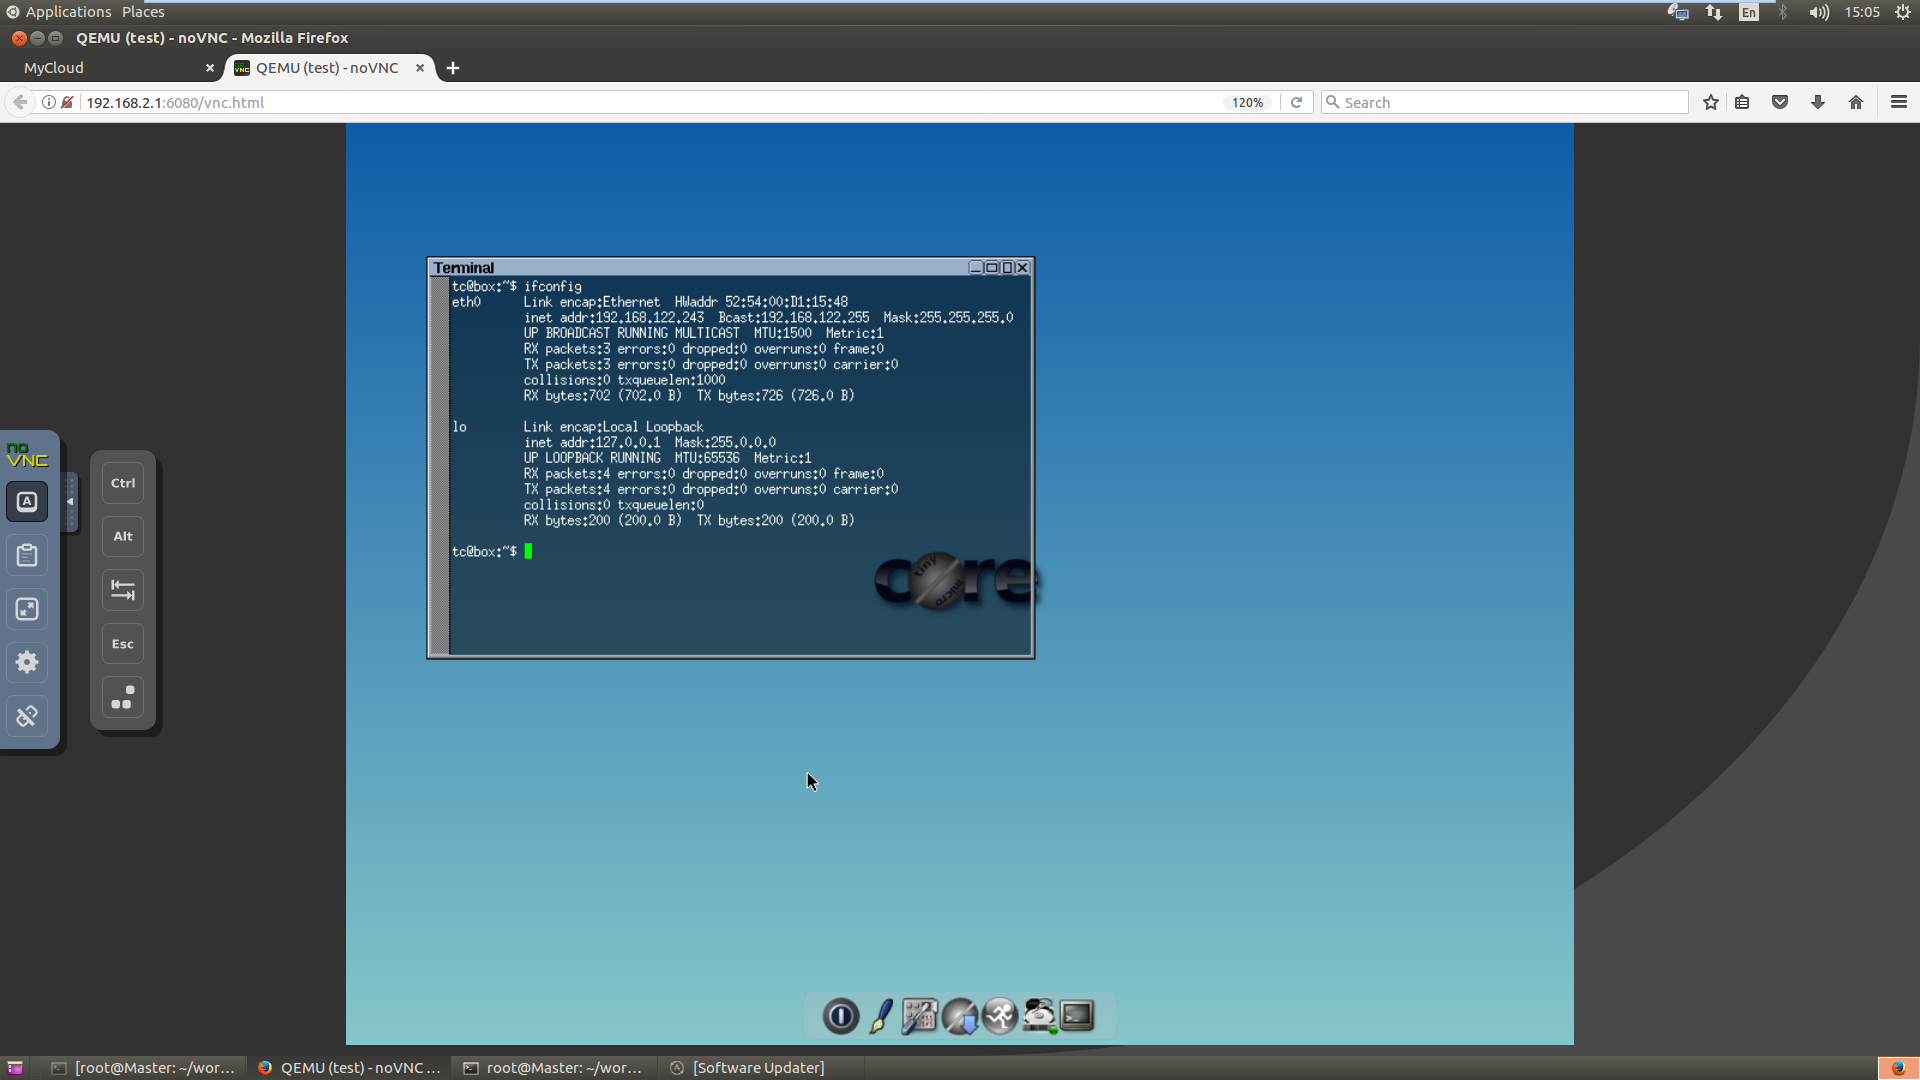 Applications Places
En
15:05
QEMU (test) - noVNC - Mozilla Firefox
MyCloud
QEMU (test) - noVNC
192.168.2.1:6080/vnc.html
120%
Search
Terminal
tc@box:~$ ifconfig
eth0 Link encap:Ethernet HWaddr 52:54:00:D1:15:48
inet addr:192.168.122.243 Bcast:192.168.122.255 Mask:255.255.255.0
UP BROADCAST RUNNING MULTICAST MTU:1500 Metric:1
RX packets:3 errors:0 dropped:0 overruns:0 frame:0
TX packets:3 errors:0 dropped:0 overruns:0 carrier:0
collisions:0 txqueuelen:1000
RX bytes:702 (702.0 B) TX bytes:726 (726.0 B)
lo Link encap:Local Loopback
inet addr:127.0.0.1 Mask:255.0.0.0
UP LOOPBACK RUNNING MTU:65536 Metric:1
RX packets:4 errors:0 dropped:0 overruns:0 frame:0
TX packets:4 errors:0 dropped:0 overruns:0 carrier:0
collisions:0 txqueuelen:0
RX bytes:200 (200.0 B) TX bytes:200 (200.0 B)
tc@box:~$
core
tiny
micro
no
VNC
A
Ctrl
Alt
Esc
[root@Master: ~/wor...
QEMU (test) - noVNC ...
root@Master: ~/wor...
[Software Updater]